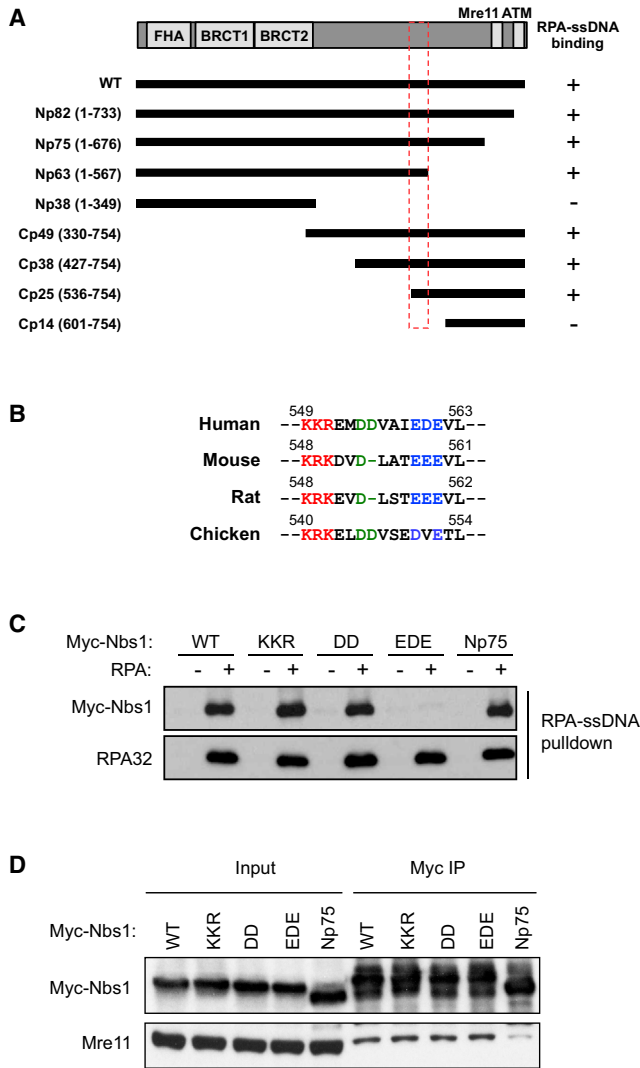 A
Mre11 ATM
RPA-ssDNA
binding
FHA BRCT1 BRCT2
WT +
Np82 (1-733) +
Np75 (1-676) +
Np63 (1-567) +
Np38 (1-349) -
Cp49 (330-754) +
Cp38 (427-754) +
Cp25 (536-754) +
Cp14 (601-754) -
B
549 563
Human --KKREMDDVAIEDEVL--
548 561
Mouse --KRKDVD-LATEEEVL--
548 562
Rat --KRKEVD-LSTEEEVL--
540 554
Chicken --KRKELDDVSEDVETL--
C
Myc-Nbs1: WT KKR DD EDE Np75
RPA: - + - + - + - + - +
Myc-Nbs1
RPA32
RPA-ssDNA
pulldown
D
Input Myc IP
Myc-Nbs1: WT KKR DD EDE Np75 WT KKR DD EDE Np75
Myc-Nbs1
Mre11